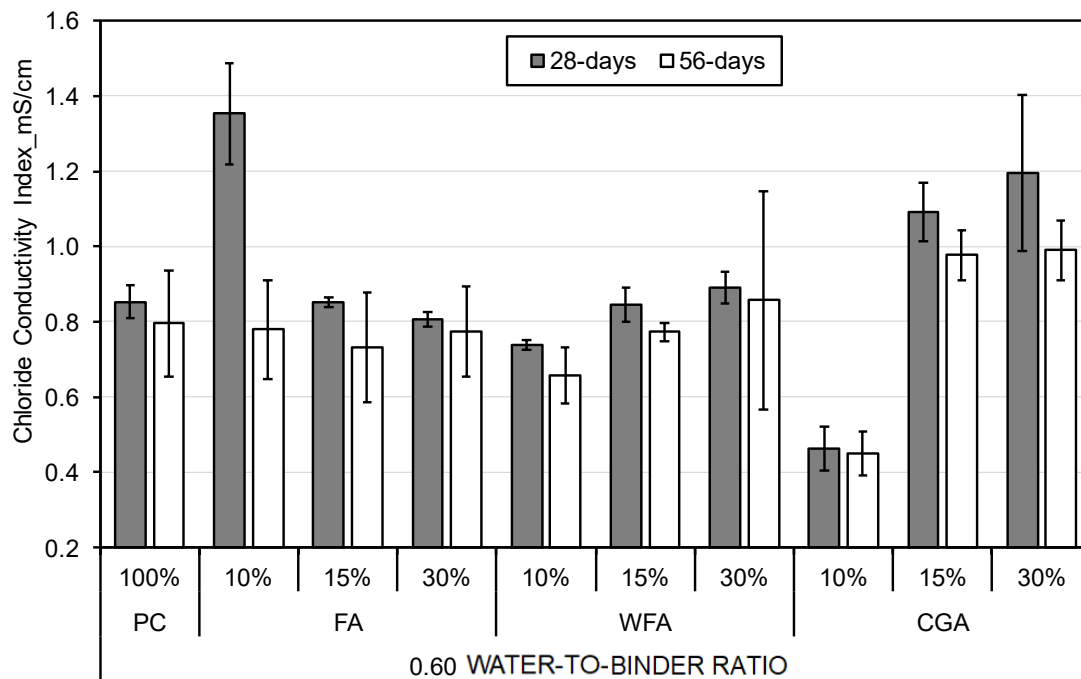 Chloride Conductivity Index_mS/cm
1.6
1.4
1.2
1.0
0.8
0.6
0.4
0.2
28-days 56-days
100% 10% 15% 30% 10% 15% 30% 10% 15% 30%
PC FA WFA CGA
0.60 WATER-TO-BINDER RATIO